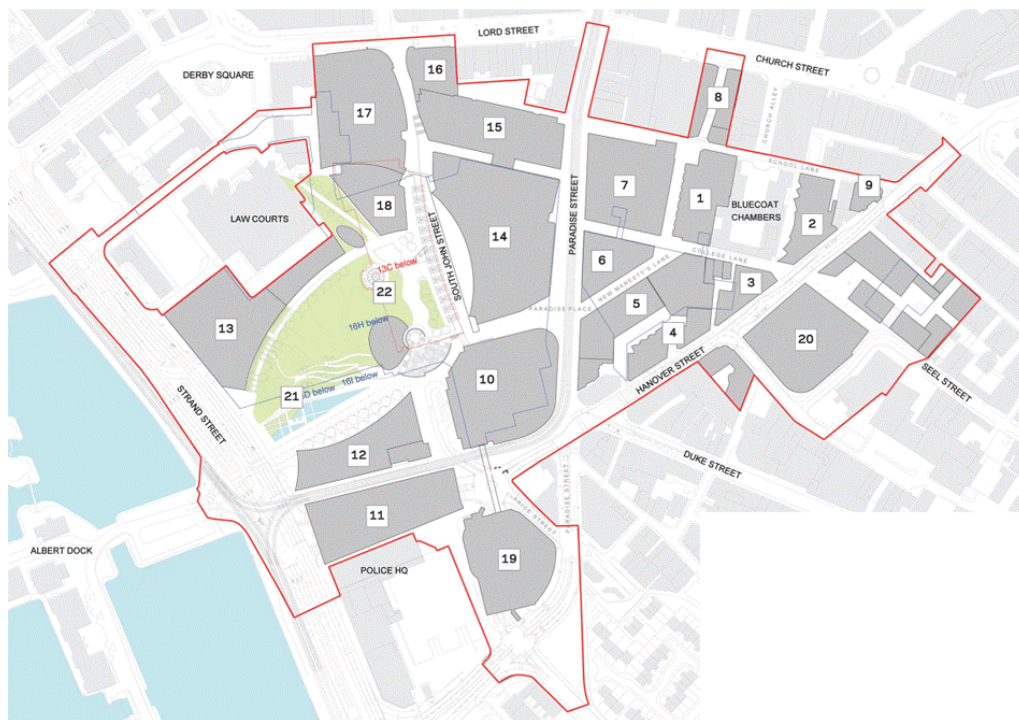 LORD STREET
DERBY SQUARE
CHURCH STREET
16
17
8
15
CHURCH ALLEY
SCHOOL LANE
7
1
9
PARADISE STREET
BLUECOAT
CHAMBERS
2
LAW COURTS
18
SOUTH JOHN STREET
14
13C below
22
6
COLLEGE LANE
NEW MANESTY'S LANE
3
5
PARADISE PLACE
16H below
13
4
20
HANOVER STREET
10
SEEL STREET
21
D below
16I below
STRAND STREET
12
DUKE STREET
11
PARADISE STREET
PRICE STREET
ALBERT DOCK
POLICE HQ
19